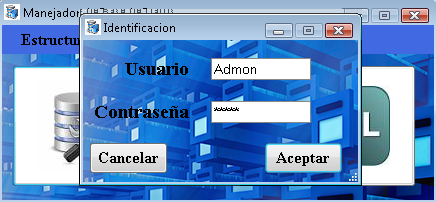 Manejador
Identificacion
Estructu
Usuario
Admon
Contraseña
*****
Cancelar
Aceptar
L